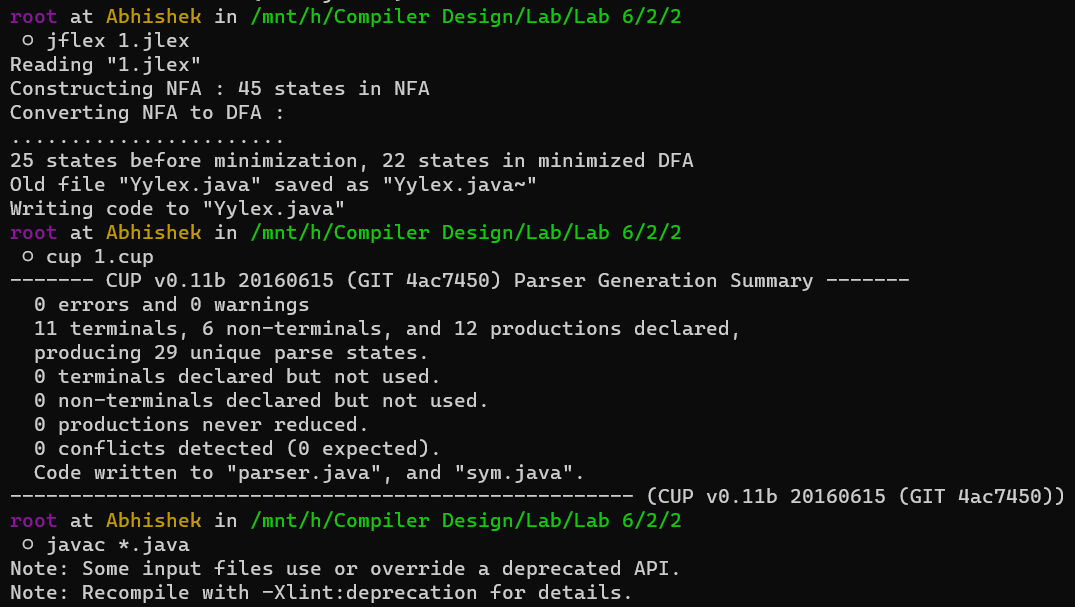 root at Abhishek in /mnt/h/Compiler Design/Lab/Lab 6/2/2
○ jflex 1.jlex
Reading "1.jlex"
Constructing NFA : 45 states in NFA
Converting NFA to DFA :
.......................
25 states before minimization, 22 states in minimized DFA
Old file "Yylex.java" saved as "Yylex.java~"
Writing code to "Yylex.java"
root at Abhishek in /mnt/h/Compiler Design/Lab/Lab 6/2/2
○ cup 1.cup
------- CUP v0.11b 20160615 (GIT 4ac7450) Parser Generation Summary -------
  0 errors and 0 warnings
  11 terminals, 6 non-terminals, and 12 productions declared,
  producing 29 unique parse states.
  0 terminals declared but not used.
  0 non-terminals declared but not used.
  0 productions never reduced.
  0 conflicts detected (0 expected).
  Code written to "parser.java", and "sym.java".
---------------------------------------------------- (CUP v0.11b 20160615 (GIT 4ac7450))
root at Abhishek in /mnt/h/Compiler Design/Lab/Lab 6/2/2
○ javac *.java
Note: Some input files use or override a deprecated API.
Note: Recompile with -Xlint:deprecation for details.